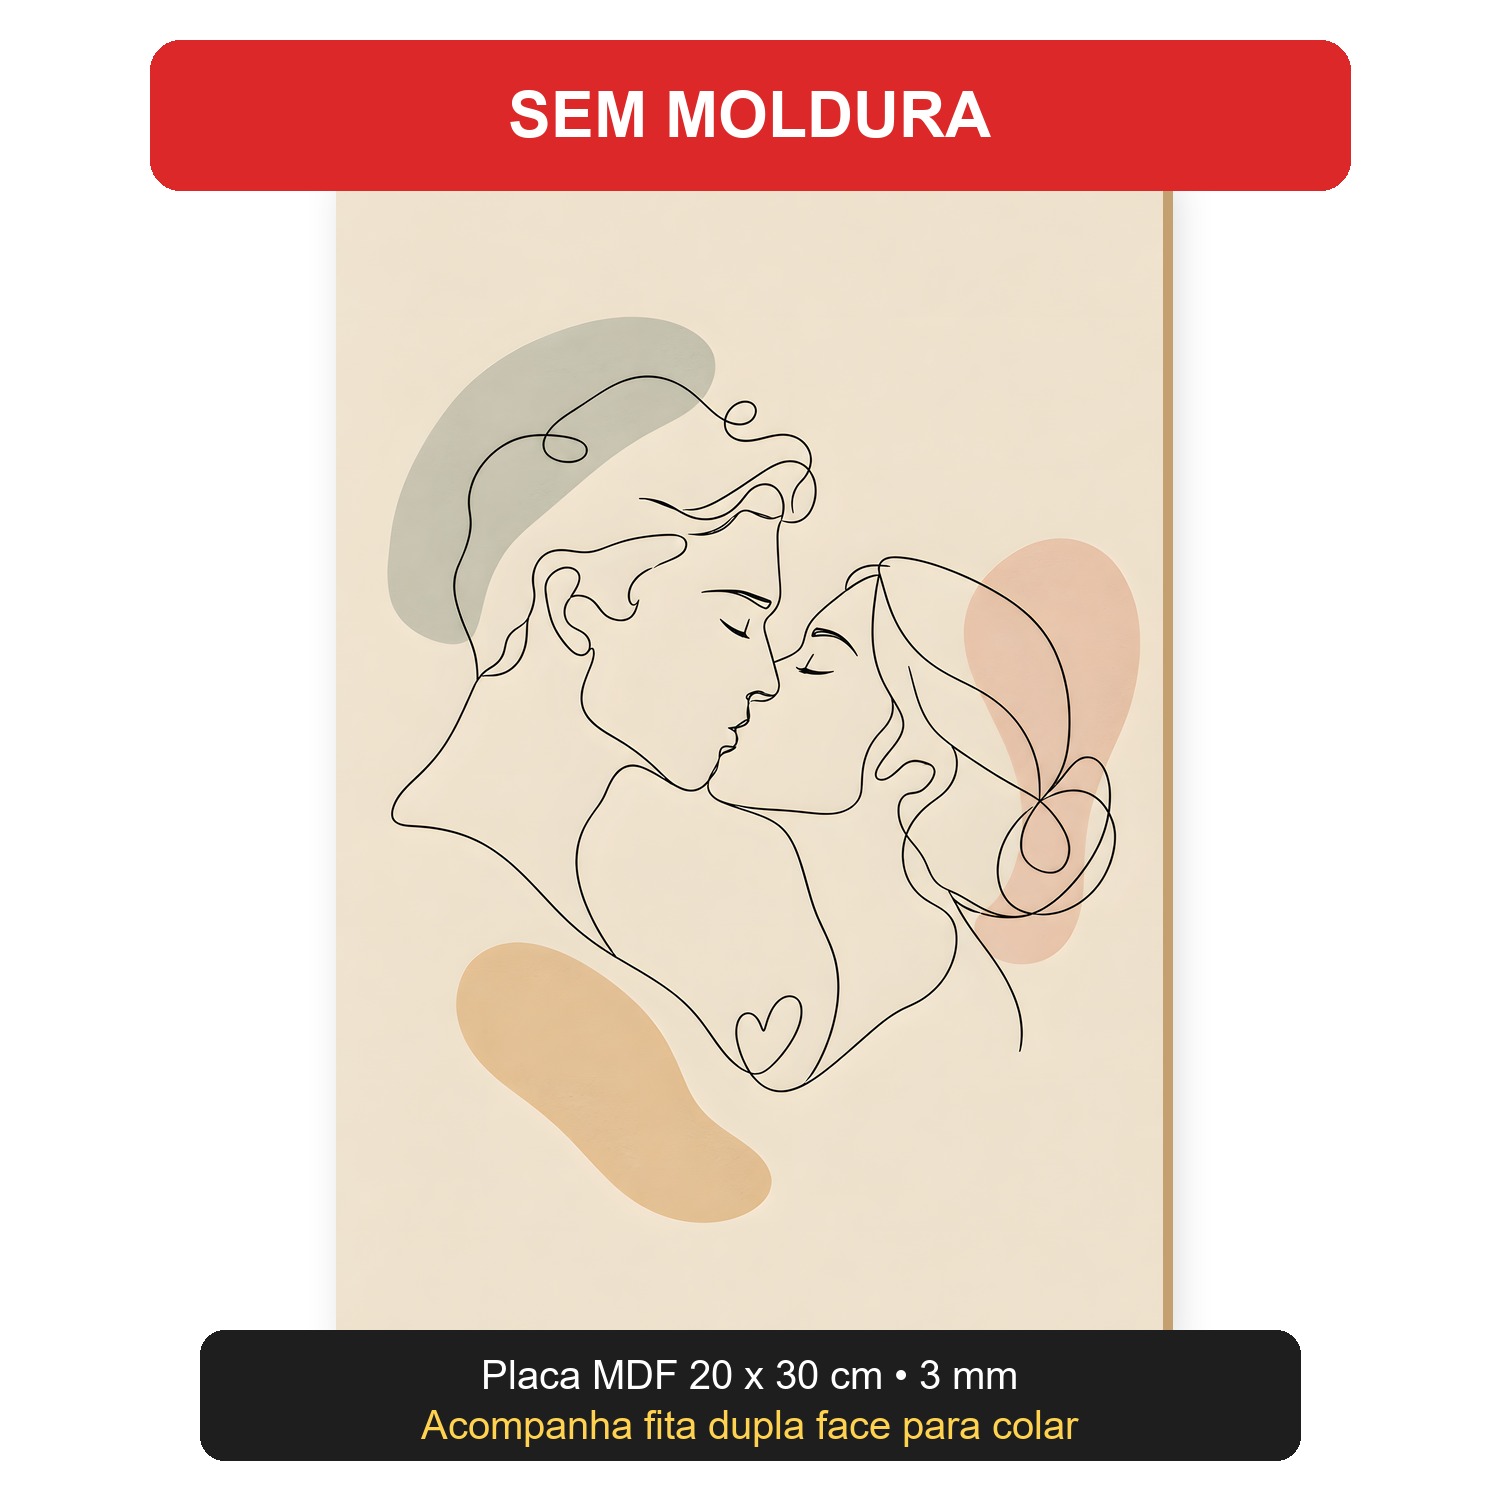 SEM MOLDURA
Placa MDF 20 x 30 cm • 3 mm
Acompanha fita dupla face para colar